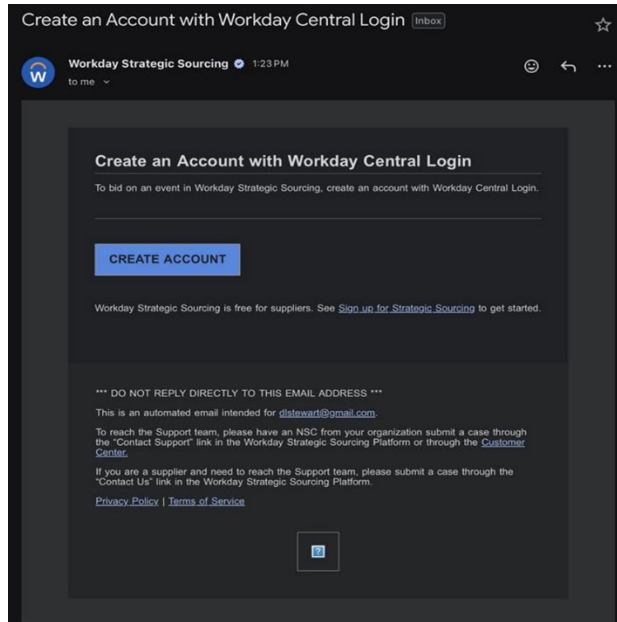 Create an Account with Workday Central Login Inbox
Workday Strategic Sourcing 1:23 PM
to me
W
Create an Account with Workday Central Login
To bid on an event in Workday Strategic Sourcing, create an account with Workday Central Login.
CREATE ACCOUNT
Workday Strategic Sourcing is free for suppliers. See Sign up for Strategic Sourcing to get started.
*** DO NOT REPLY DIRECTLY TO THIS EMAIL ADDRESS ***
This is an automated email intended for dlstewart@gmail.com.
To reach the Support team, please have an NSC from your organization submit a case through
the "Contact Support" link in the Workday Strategic Sourcing Platform or through the Customer
Center.
If you are a supplier and need to reach the Support team, please submit a case through the
"Contact Us" link in the Workday Strategic Sourcing Platform.
Privacy Policy | Terms of Service
?